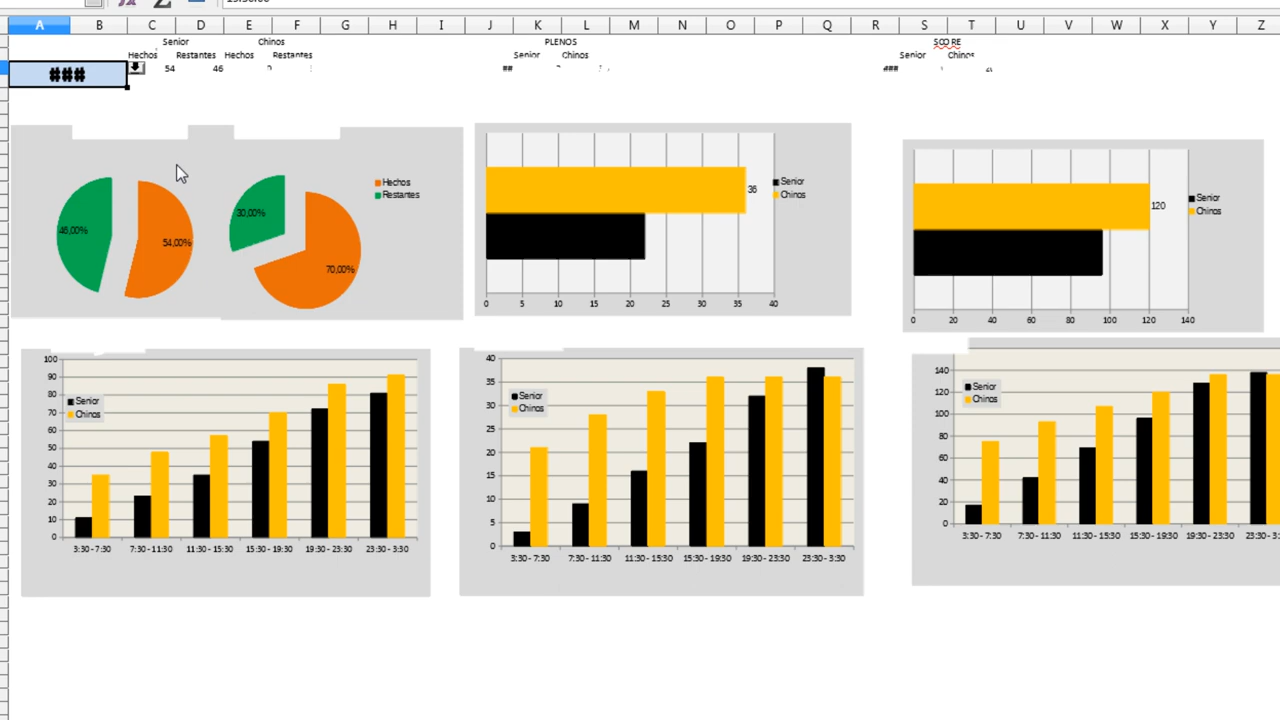 A B C D E F G H I J K L M N O P Q R S T U V W X Y Z
Senior Chinos PLENOS SCORE
Hechos Restantes Hechos Restantes Senior Chinos Senior Chinos
### 54 46 ## ###
46,00%
54,00%
30,00%
70,00%
Hechos
Restantes
36
Senior
Chinos
0 5 10 15 20 25 30 35 40
120
Senior
Chinos
0 20 40 60 80 100 120 140
100
90
80
70
60
50
40
30
20
10
0
Senior
Chinos
3:30 - 7:30 7:30 - 11:30 11:30 - 15:30 15:30 - 19:30 19:30 - 23:30 23:30 - 3:30
40
35
30
25
20
15
10
5
0
Senior
Chinos
3:30 - 7:30 7:30 - 11:30 11:30 - 15:30 15:30 - 19:30 19:30 - 23:30 23:30 - 3:30
140
120
100
80
60
40
20
0
Senior
Chinos
3:30 - 7:30 7:30 - 11:30 11:30 - 15:30 15:30 - 19:30 19:30 - 23:30 23:30 - 3: